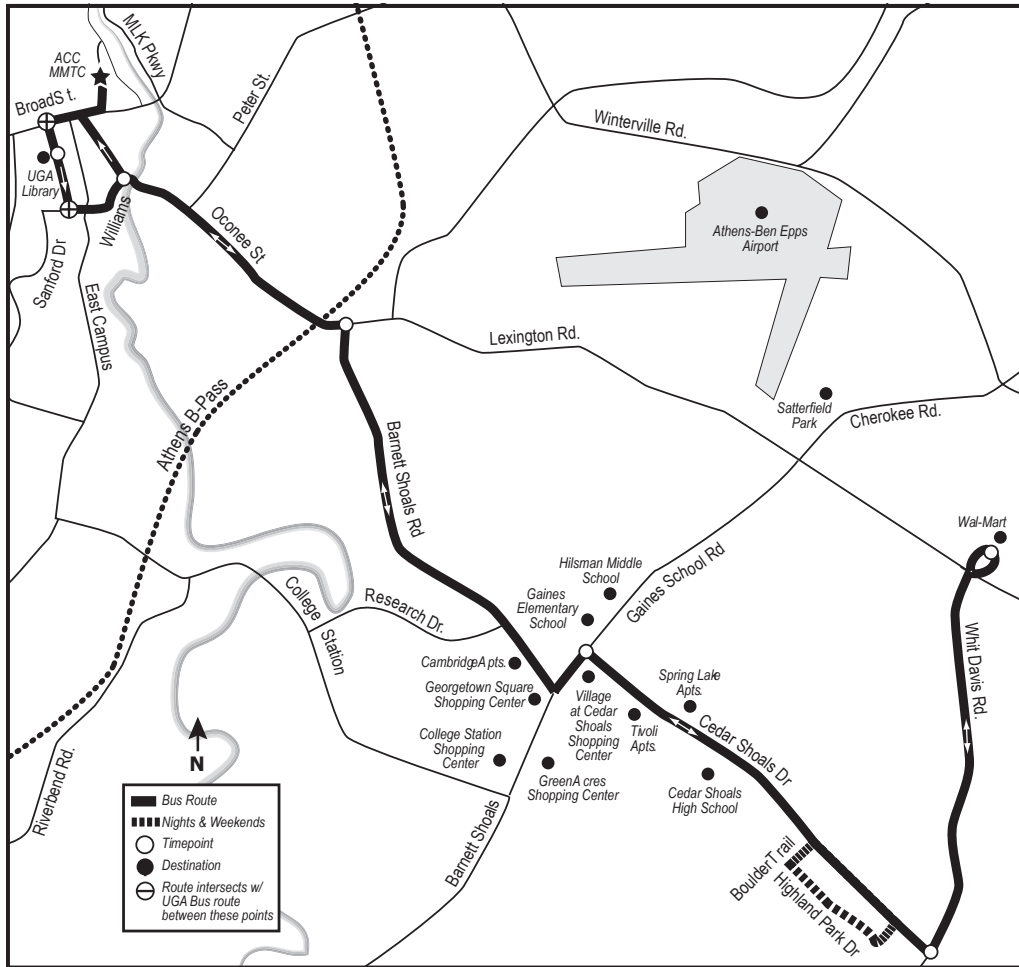 ACC
MMTC
MLK Pkwy
BroadS t.
Peter St.
Winterville Rd.
UGA
Library
Athens-Ben Epps
Airport
Williams
Oconee St
Sanford Dr
East Campus
Lexington Rd.
Athens B-Pass
Satterfield
Park
Cherokee Rd.
Barnett Shoals Rd
Wal-Mart
Hilsman Middle
School
Gaines School Rd
Gaines
Elementary
School
College
Station
Research Dr.
Whit Davis Rd.
CambridgeA pts.
Georgetown Square
Shopping Center
Spring Lake
Apts.
Village
at Cedar
Shoals
Shopping
Center
Tivoli
Apts.
Cedar Shoals Dr
College Station
Shopping
Center
N
GreenA cres
Shopping Center
Cedar Shoals
High School
Riverbend Rd.
Barnett Shoals
BoulderT rail
Highland Park Dr
Bus Route
Nights & Weekends
Timepoint
Destination
Route intersects w/
UGA Bus route
between these points